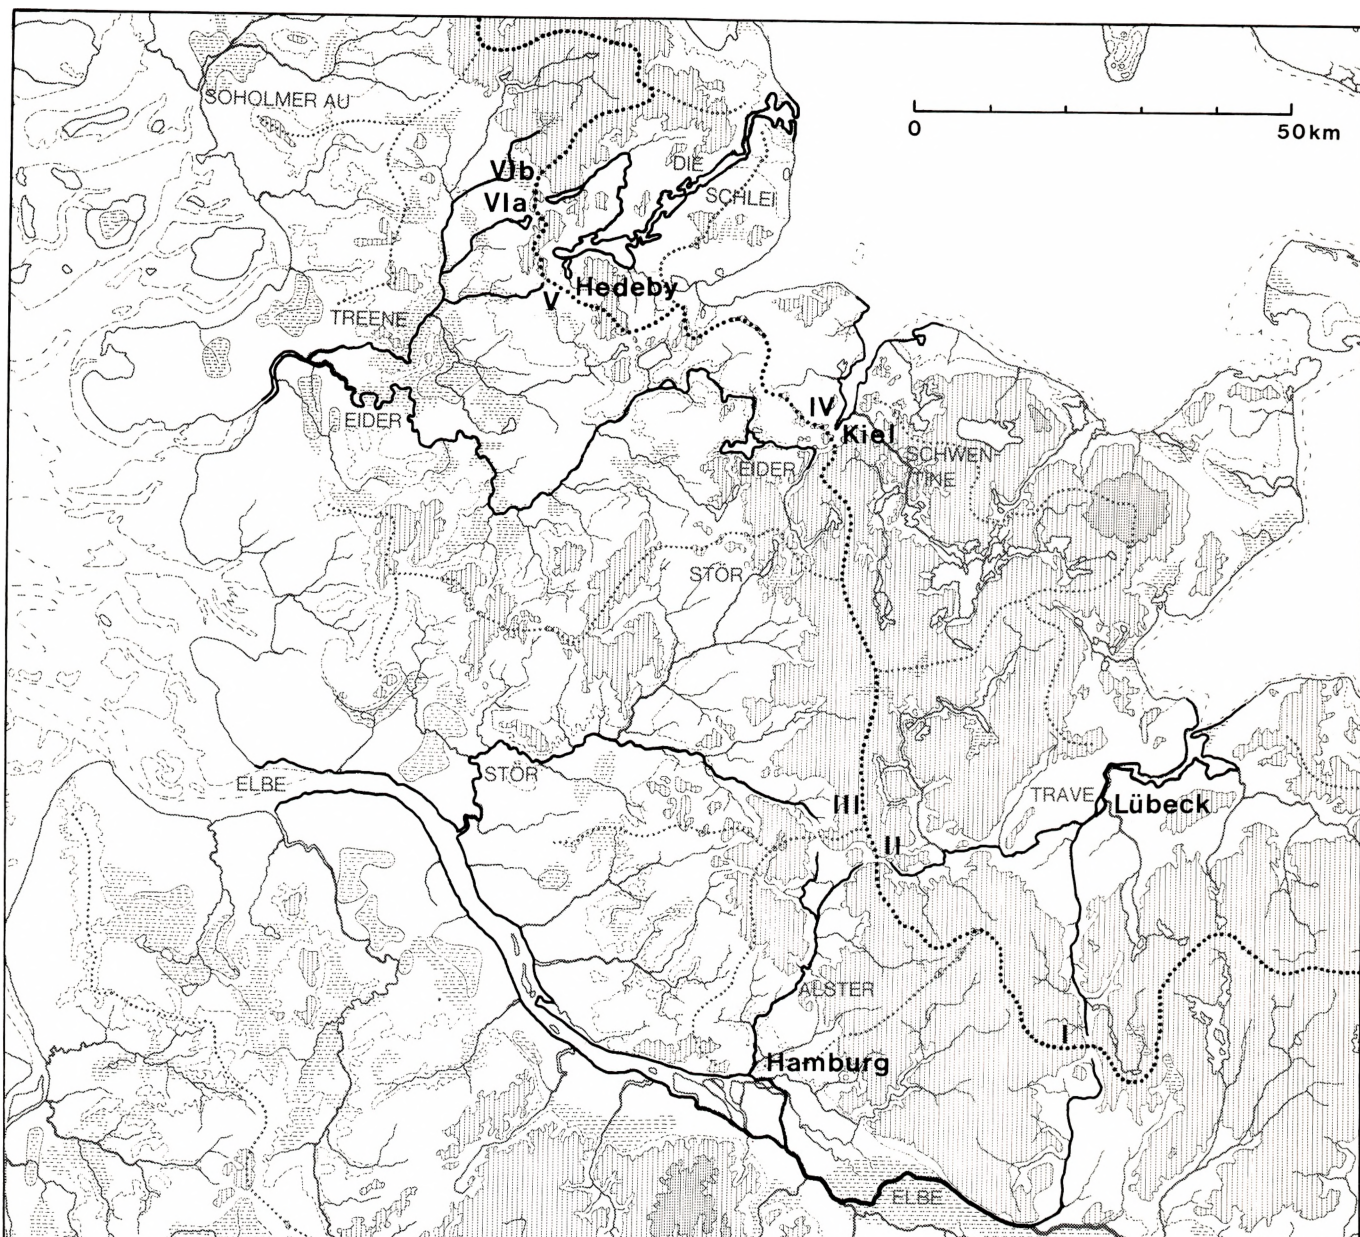 SOHOLMER AU
0
50km
VIb
DIE
VIa
SCHLEI
Hedeby
V
TREENE
IV
EIDER
Kiel
SCHWEN-
EIDER
TINE
STÖR
STÖR
ELBE
TRAVE
III
Lübeck
II
ALSTER
I
Hamburg
ELBE